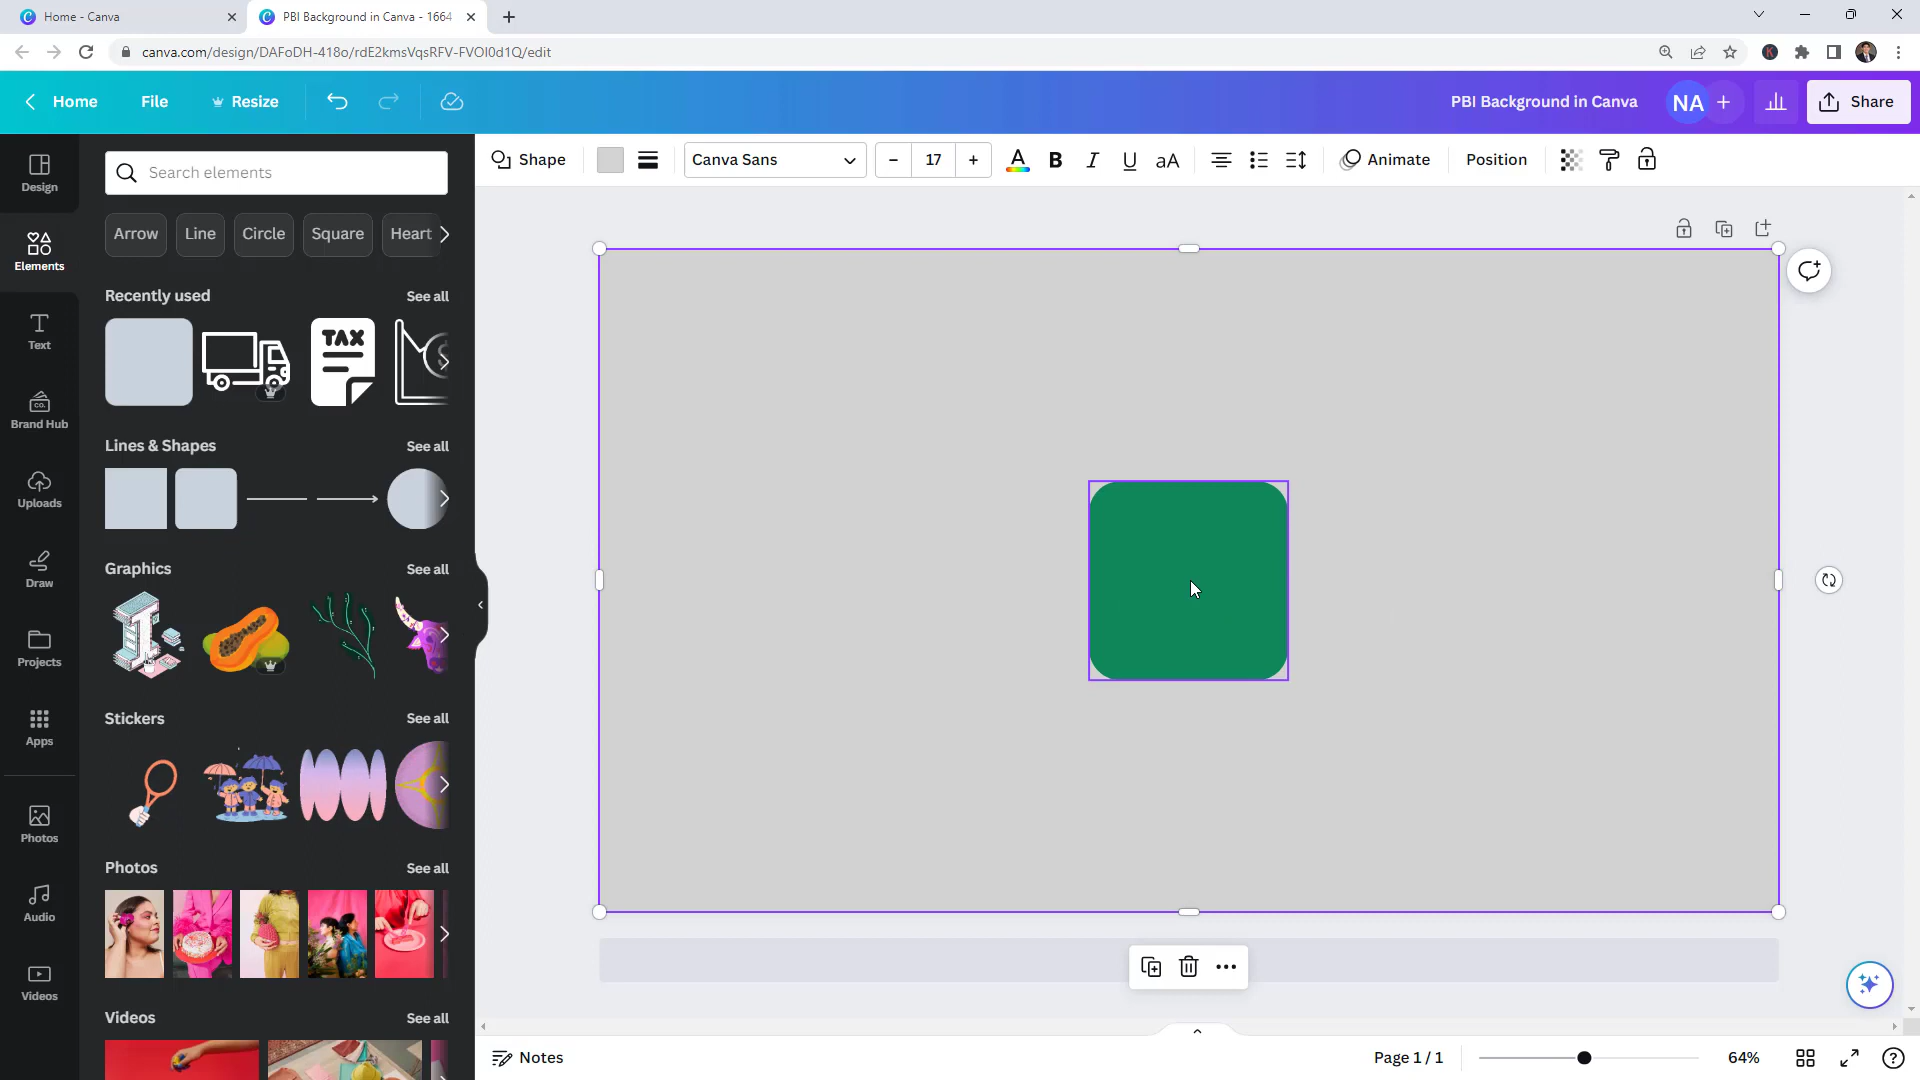 Home - Canva
PBI Background in Canva - 1664
canva.com/design/DAFoDH-418o/rdE2kmsVqsRFV-FVOI0d1Q/edit
Home
File
Resize
PBI Background in Canva
NA
Share
Design
Elements
Text
Brand Hub
Uploads
Draw
Projects
Apps
Photos
Audio
Videos
Search elements
Arrow
Line
Circle
Square
Heart
Recently used
See all
TAX
Lines & Shapes
See all
Graphics
See all
Stickers
See all
Photos
See all
Videos
See all
Shape
Canva Sans
17
A
B
I
U
aA
Animate
Position
Notes
Page 1 / 1
64%